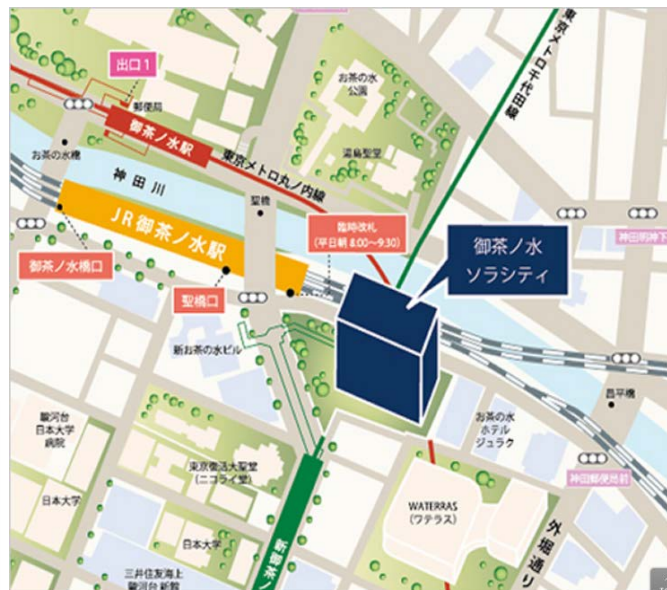 出口1
郵便局
お茶の水
公園
東京メトロ千代田線
御茶ノ水駅
お茶の水橋
東京メトロ丸ノ内線
湯島聖堂
神田川
聖橋
臨時改札
(平日朝 8:00〜9:30)
御茶ノ水
ソラシティ
神田明神下
JR御茶ノ水駅
御茶ノ水橋口
聖橋口
新お茶の水ビル
昌平橋
お茶の水
ホテル
ジュラク
駿河台
日本大学
病院
東京復活大聖堂
(ニコライ堂)
神田郵便局前
日本大学
日本大学
WATERRAS
(ワテラス)
外堀通り
新御茶ノ
三井住友海上
駿河台新館